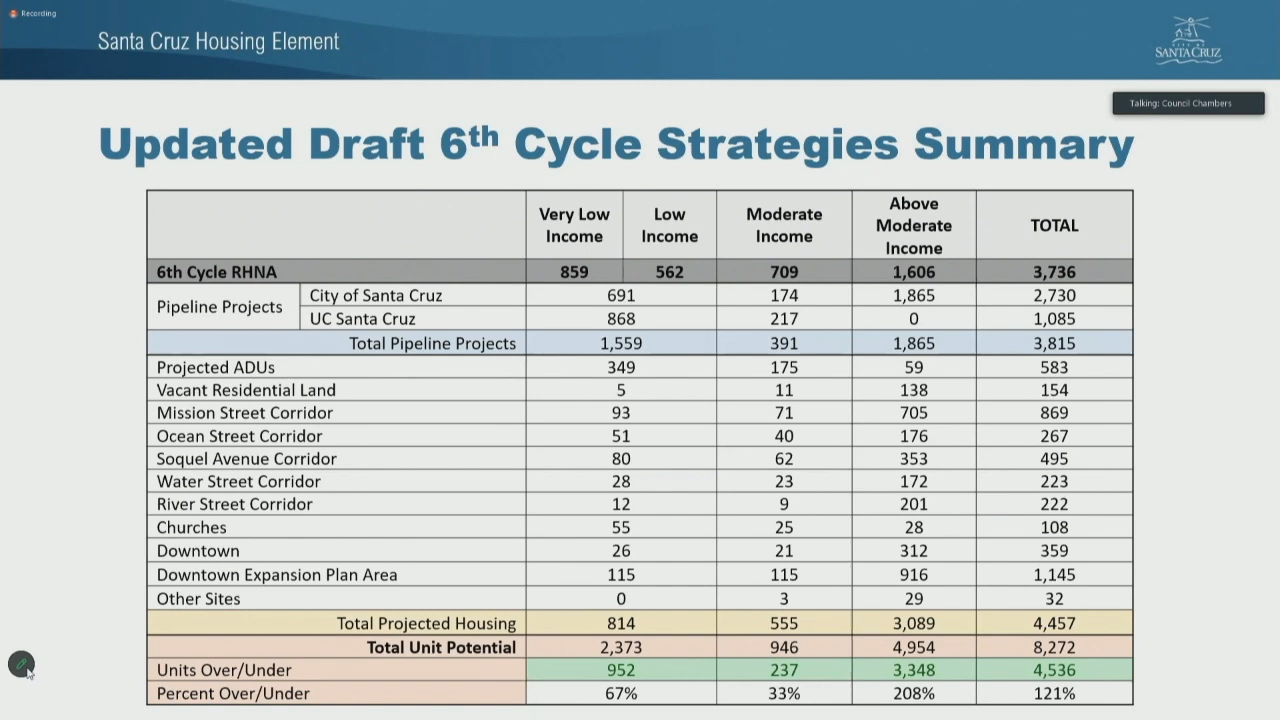 Recording
Santa Cruz Housing Element
CITY OF
SANTA CRUZ
Talking: Council Chambers
Updated Draft 6th Cycle Strategies Summary
Very Low Income Low Income Moderate Income Above Moderate Income TOTAL
6th Cycle RHNA 859 562 709 1,606 3,736
Pipeline Projects City of Santa Cruz 691 174 1,865 2,730
UC Santa Cruz 868 217 0 1,085
Total Pipeline Projects 1,559 391 1,865 3,815
Projected ADUs 349 175 59 583
Vacant Residential Land 5 11 138 154
Mission Street Corridor 93 71 705 869
Ocean Street Corridor 51 40 176 267
Soquel Avenue Corridor 80 62 353 495
Water Street Corridor 28 23 172 223
River Street Corridor 12 9 201 222
Churches 55 25 28 108
Downtown 26 21 312 359
Downtown Expansion Plan Area 115 115 916 1,145
Other Sites 0 3 29 32
Total Projected Housing 814 555 3,089 4,457
Total Unit Potential 2,373 946 4,954 8,272
Units Over/Under 952 237 3,348 4,536
Percent Over/Under 67% 33% 208% 121%